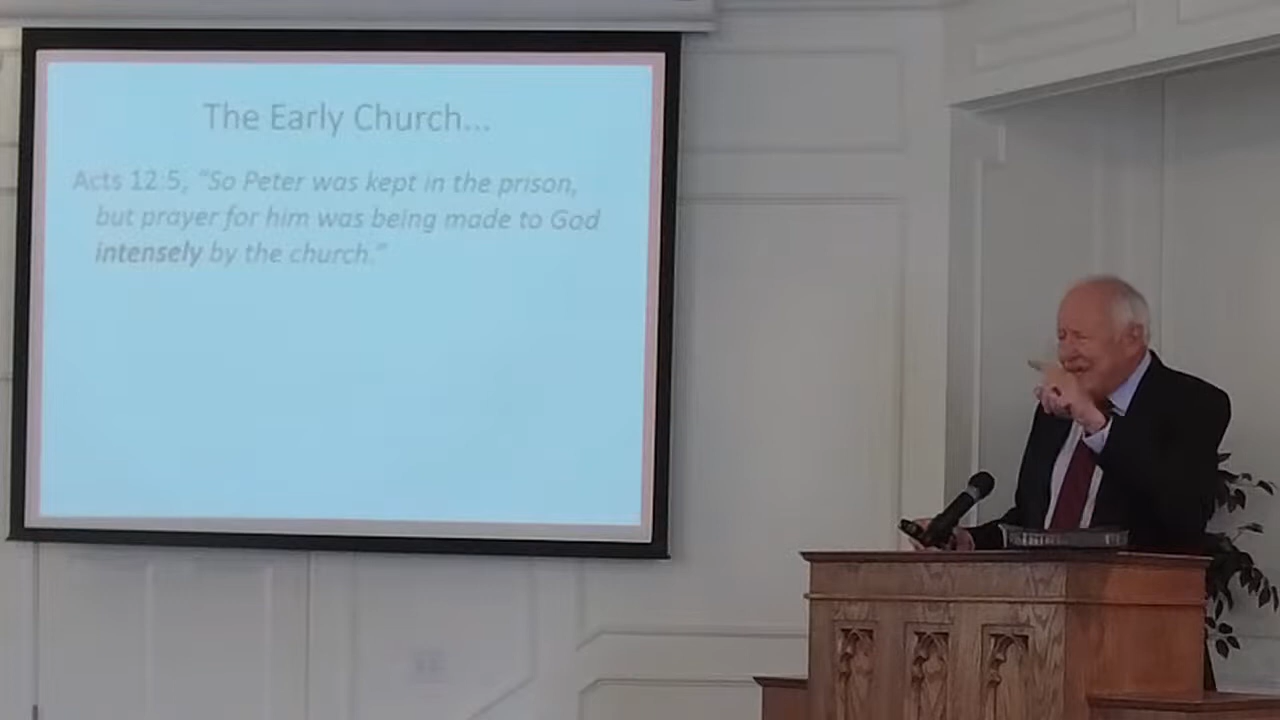 The Early Church...
Acts 12:5, “So Peter was kept in the prison,
but prayer for him was being made to God
intensely by the church.”